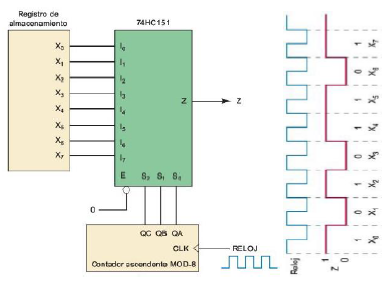 Registro de
almacenamiento
74HC151
X₀ I₀
X₁ I₁
X₂ I₂
X₃ I₃
X₄ I₄
X₅ I₅
X₆ I₆
X₇ I₇
Z Z
E S₂ S₁ S₀
0
QC QB QA
CLK RELOJ
Contador ascendente MOD-8
Reloj
1
Z
0
1 0 1 0 1 1 0 1
X₀ X₁ X₂ X₃ X₄ X₅ X₆ X₇